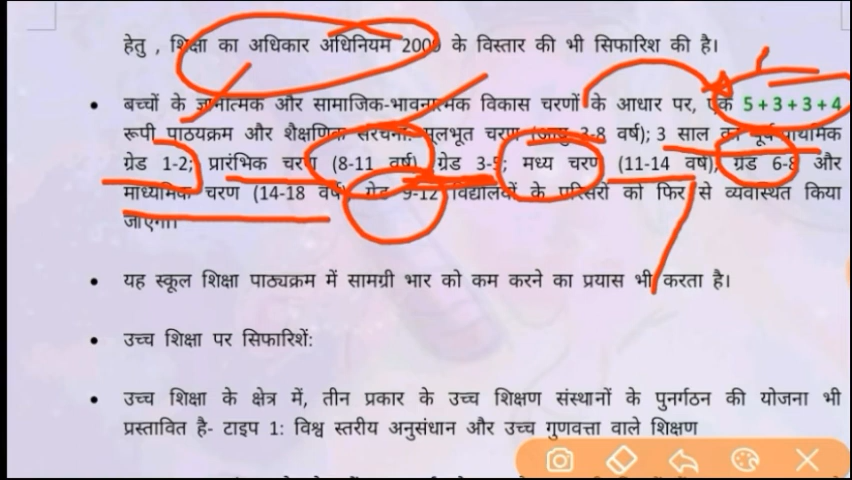 हेतु , शिक्षा का अधिकार अधिनियम 2009 के विस्तार की भी सिफारिश की है।
• बच्चों के ज्ञानात्मक और सामाजिक-भावनात्मक विकास चरणों के आधार पर, एक 5 + 3 + 3 + 4
रूपी पाठयक्रम और शैक्षणिक संरचना: मूलभूत चरण (आयु 3-8 वर्ष); 3 साल का पूर्व प्राथमिक
ग्रेड 1-2; प्रारंभिक चरण (8-11 वर्ष) ग्रेड 3-5; मध्य चरण (11-14 वर्ष), ग्रेड 6-8 और
माध्यमिक चरण (14-18 वर्ष) ग्रेड 9-12 विद्यालयों के परिसरों को फिर से व्यवस्थित किया
जाएगा।
• यह स्कूल शिक्षा पाठ्यक्रम में सामग्री भार को कम करने का प्रयास भी करता है।
• उच्च शिक्षा पर सिफारिशें:
• उच्च शिक्षा के क्षेत्र में, तीन प्रकार के उच्च शिक्षण संस्थानों के पुनर्गठन की योजना भी
प्रस्तावित है- टाइप 1: विश्व स्तरीय अनुसंधान और उच्च गुणवत्ता वाले शिक्षण